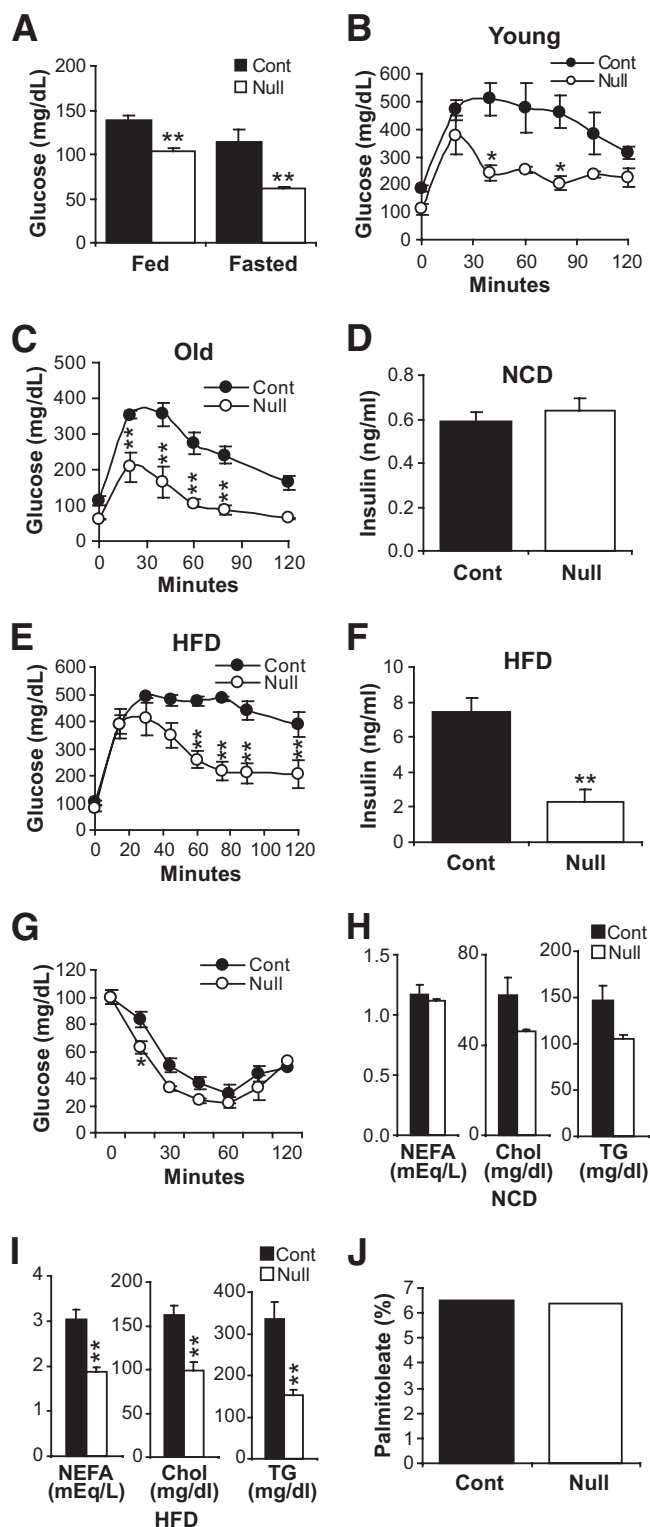 A
Glucose (mg/dL)
200
150
100
50
0
Cont
Null
**
**
Fed
Fasted
B
Young
Glucose (mg/dL)
600
500
400
300
200
100
0
Cont
Null
*
*
0
30
60
90
120
Minutes
C
Old
Glucose (mg/dL)
500
400
300
200
100
0
Cont
Null
**
**
**
**
0
30
60
90
120
Minutes
D
NCD
Insulin (ng/ml)
0.8
0.6
0.4
0.2
0.0
Cont
Null
E
HFD
Glucose (mg/dL)
600
500
400
300
200
100
0
Cont
Null
**
**
**
**
0
20
40
60
80
100
120
Minutes
F
HFD
Insulin (ng/ml)
10
8
6
4
2
0
**
Cont
Null
G
Glucose (mg/dL)
120
100
80
60
40
20
0
Cont
Null
*
0
30
60
120
Minutes
H
Cont
Null
1.5
1.0
0.5
0.0
NEFA
(mEq/L)
80
40
0
Chol
(mg/dl)
200
150
100
50
0
TG
(mg/dl)
NCD
I
Cont
Null
4
3
2
1
0
**
NEFA
(mEq/L)
200
150
100
50
0
**
Chol
(mg/dl)
400
300
200
100
0
**
TG
(mg/dl)
HFD
J
Palmitoleate (%)
7
6
5
4
3
2
1
0
Cont
Null